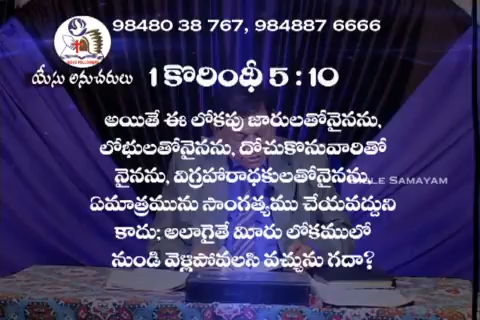 98480 38 767, 984887 6666
యేసు అనుచరులు
1 కొరింథీ 5 : 10
అయితే ఈ లోకపు జారులతోనైనను,
లోభులతోనైనను, దోచుకొనువారితో
నైనను, విగ్రహారాధకులతోనైనను,
BIBLE SAMAYAM
ఏమాత్రమును సాంగత్యము చేయవద్దని
కాదు; అలాగైతే మీరు లోకములో
నుండి వెళ్లిపోవలసి వచ్చును గదా?